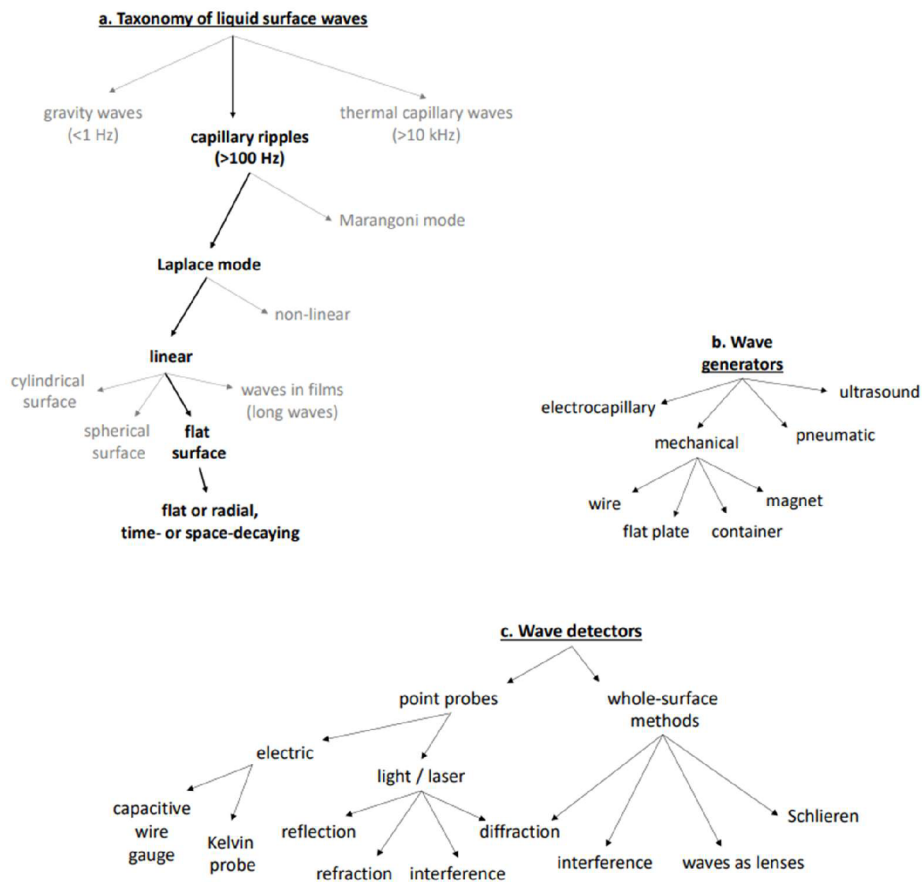 a. Taxonomy of liquid surface waves
gravity waves
(<1 Hz)
thermal capillary waves
(>10 kHz)
capillary ripples
(>100 Hz)
Marangoni mode
Laplace mode
non-linear
linear
cylindrical
surface
waves in films
(long waves)
spherical
surface
flat
surface
flat or radial,
time- or space-decaying
b. Wave
generators
electrocapillary
ultrasound
mechanical
pneumatic
wire
magnet
flat plate
container
c. Wave detectors
point probes
whole-surface
methods
electric
light / laser
capacitive
wire
gauge
Kelvin
probe
reflection
refraction
interference
diffraction
interference
waves as lenses
Schlieren